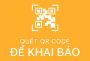 QUÉT QR CODE
ĐỂ KHAI BÁO